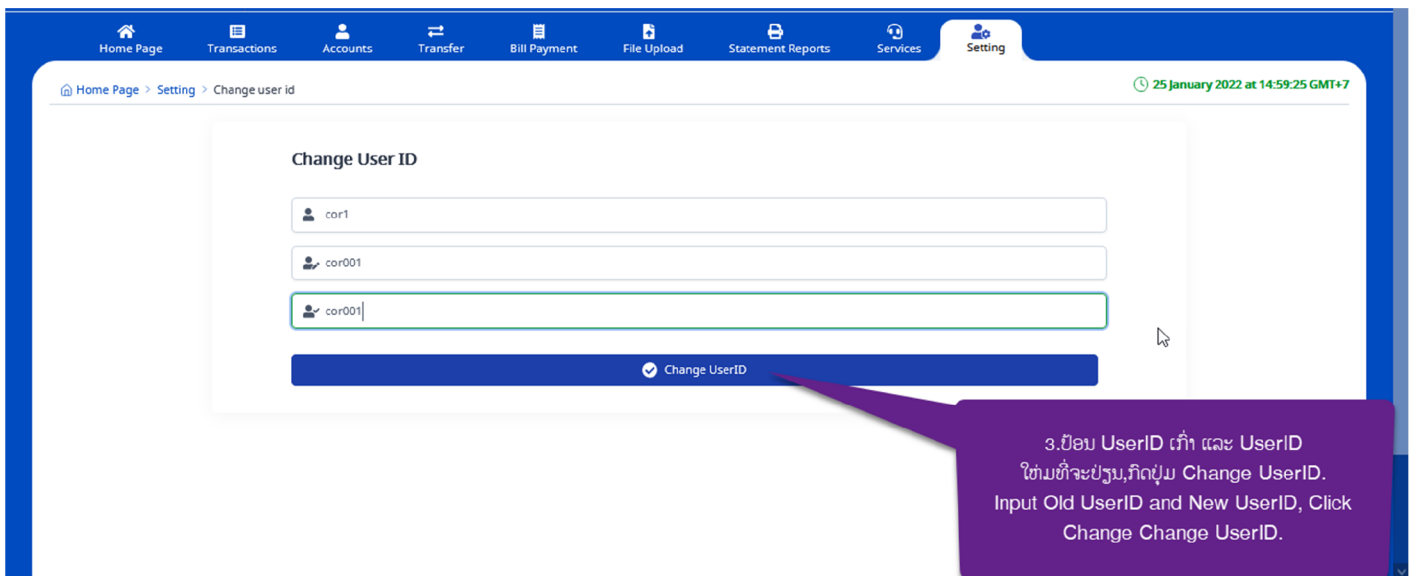 Home Page Transactions Accounts Transfer Bill Payment File Upload Statement Reports Services Setting
Home Page > Setting > Change user id
25 January 2022 at 14:59:25 GMT+7
Change User ID
cor1
cor001
cor001
Change UserID
3.ປ້ອນ UserID ເກົ່າ ແລະ UserID
ໃຫ່ມທີ່ຈະປ່ຽນ,ກົດປຸ່ມ Change UserID.
Input Old UserID and New UserID, Click
Change Change UserID.